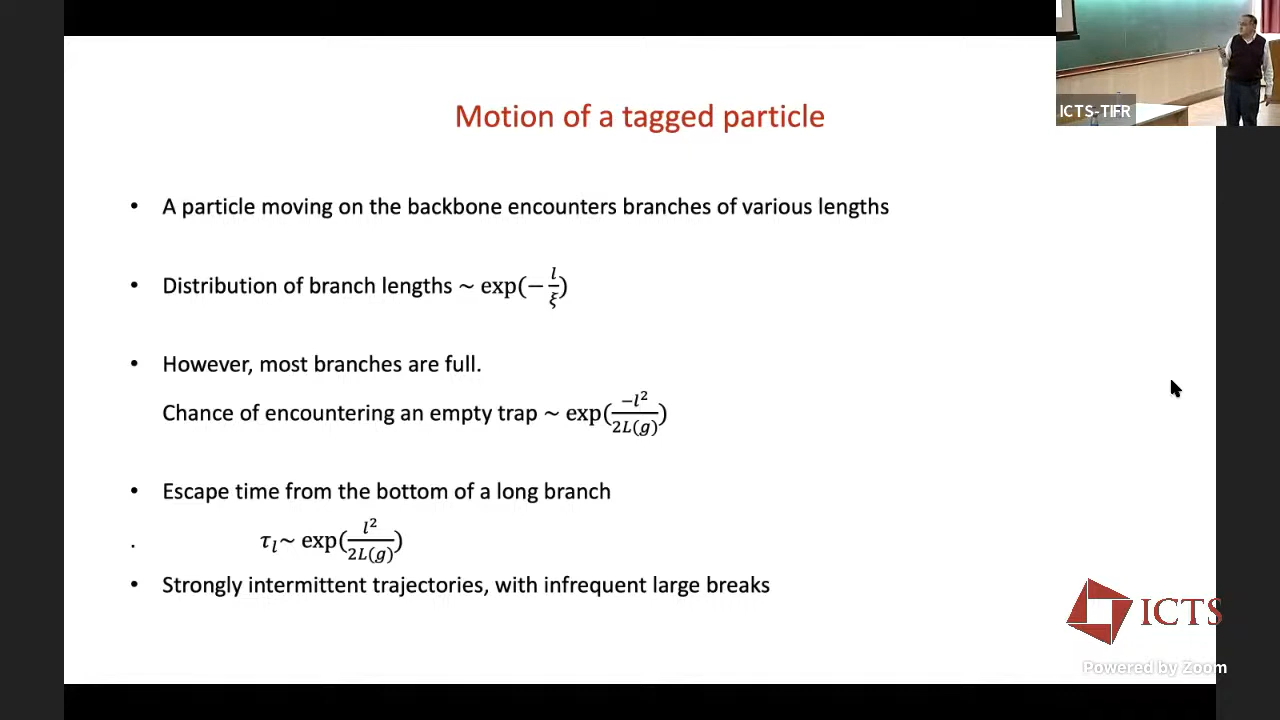 ICTS-TIFR
Motion of a tagged particle
• A particle moving on the backbone encounters branches of various lengths
• Distribution of branch lengths ~ exp(−l/ξ)
• However, most branches are full.
Chance of encountering an empty trap ~ exp(−l²/2L(g))
• Escape time from the bottom of a long branch
. τₗ~ exp(l²/2L(g))
• Strongly intermittent trajectories, with infrequent large breaks
ICTS
Powered by Zoom